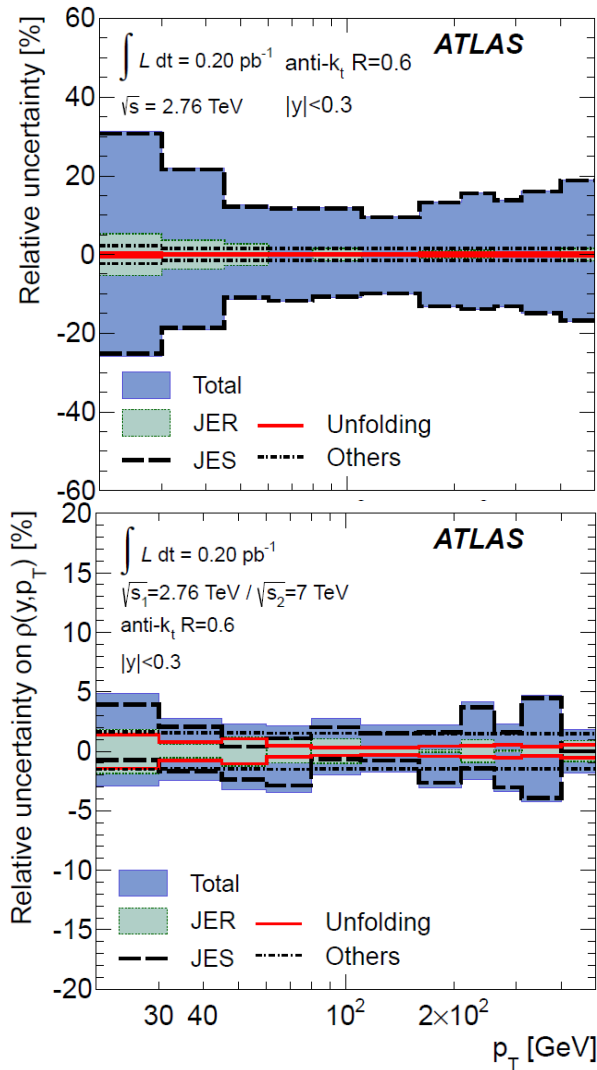 Relative uncertainty [%]
60
40
20
0
-20
-40
-60
∫ L dt = 0.20 pb⁻¹ anti-kₜ R=0.6
ATLAS
√s = 2.76 TeV |y|<0.3
Total
JER
Unfolding
JES
Others
Relative uncertainty on ρ(y,p_T) [%]
20
15
10
5
0
-5
-10
-15
-20
∫ L dt = 0.20 pb⁻¹
ATLAS
√s₁=2.76 TeV / √s₂=7 TeV
anti-kₜ R=0.6
|y|<0.3
Total
JER
Unfolding
JES
Others
30 40 10² 2×10²
p_T [GeV]